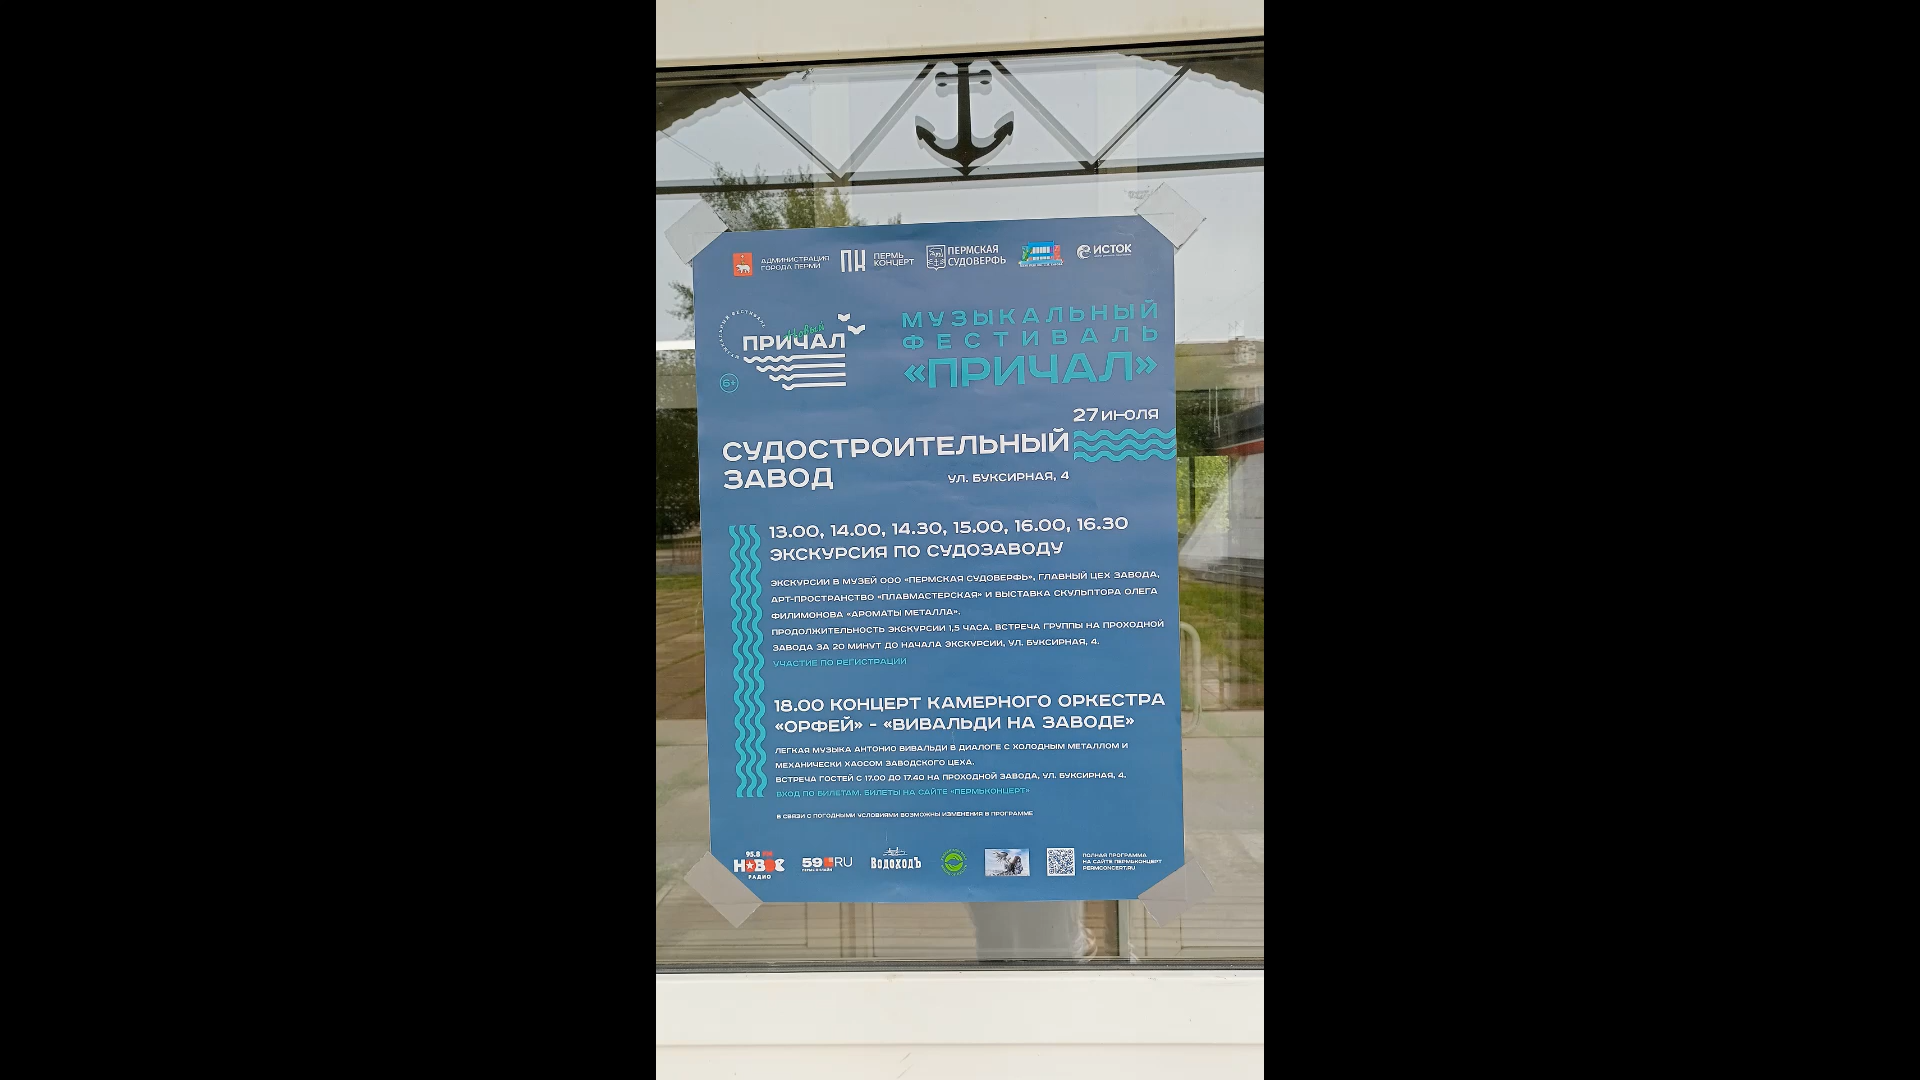 АДМИНИСТРАЦИЯ
ГОРОДА ПЕРМИ
ПЕРМЬ
КОНЦЕРТ
ПЕРМСКАЯ
СУДОВЕРФЬ
ИСТОК
МУЗЫКАЛЬНЫЙ ФЕСТИВАЛЬ
Новый
ПРИЧАЛ
6+
МУЗЫКАЛЬНЫЙ
ФЕСТИВАЛЬ
«ПРИЧАЛ»
27 ИЮЛЯ
СУДОСТРОИТЕЛЬНЫЙ
ЗАВОД
УЛ. БУКСИРНАЯ, 4
13.00, 14.00, 14.30, 15.00, 16.00, 16.30
ЭКСКУРСИЯ ПО СУДОЗАВОДУ
ЭКСКУРСИИ В МУЗЕЙ ООО «ПЕРМСКАЯ СУДОВЕРФЬ», ГЛАВНЫЙ ЦЕХ ЗАВОДА,
АРТ-ПРОСТРАНСТВО «ПЛАВМАСТЕРСКАЯ» И ВЫСТАВКА СКУЛЬПТОРА ОЛЕГА
ФИЛИМОНОВА «АРОМАТЫ МЕТАЛЛА».
ПРОДОЛЖИТЕЛЬНОСТЬ ЭКСКУРСИИ 1,5 ЧАСА. ВСТРЕЧА ГРУППЫ НА ПРОХОДНОЙ
ЗАВОДА ЗА 20 МИНУТ ДО НАЧАЛА ЭКСКУРСИИ, УЛ. БУКСИРНАЯ, 4.
УЧАСТИЕ ПО РЕГИСТРАЦИИ
18.00 КОНЦЕРТ КАМЕРНОГО ОРКЕСТРА
«ОРФЕЙ» - «ВИВАЛЬДИ НА ЗАВОДЕ»
ЛЕГКАЯ МУЗЫКА АНТОНИО ВИВАЛЬДИ В ДИАЛОГЕ С ХОЛОДНЫМ МЕТАЛЛОМ И
МЕХАНИЧЕСКИ ХАОСОМ ЗАВОДСКОГО ЦЕХА.
ВСТРЕЧА ГОСТЕЙ С 17.00 ДО 17.40 НА ПРОХОДНОЙ ЗАВОДА, УЛ. БУКСИРНАЯ, 4.
ВХОД ПО БИЛЕТАМ. БИЛЕТЫ НА САЙТЕ «ПЕРМЬКОНЦЕРТ»
В СВЯЗИ С ПОГОДНЫМИ УСЛОВИЯМИ ВОЗМОЖНЫ ИЗМЕНЕНИЯ В ПРОГРАММЕ
95.8 FM
НОВОЕ
РАДИО
59.RU
ВодоходЪ
ПОЛНАЯ ПРОГРАММА
НА САЙТЕ ПЕРМЬКОНЦЕРТ
PERMCONCERT.RU